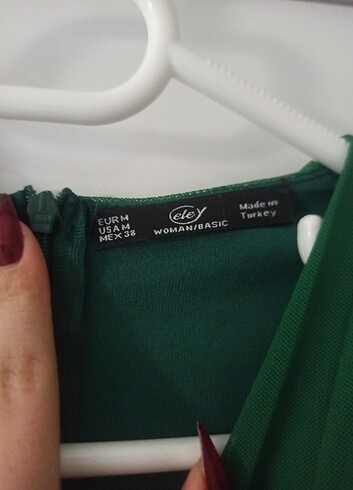 EUR M
USA M
MEX 38
eley
WOMAN/BASIC
Made in
Turkey